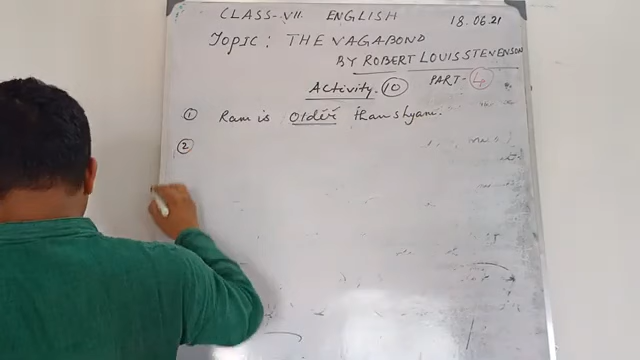 CLASS-VII ENGLISH 18.06.21
Topic: THE VAGABOND
BY ROBERT LOUIS STEVENSON
Activity. 10 PART-4
1 Ram is older than shyam.
2